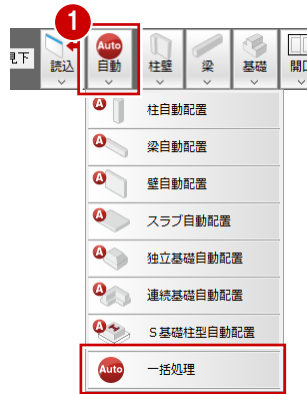 1
見下
読込
Auto
自動
柱壁
梁
基礎
開口
A 柱自動配置
A 梁自動配置
A 壁自動配置
A スラブ自動配置
A 独立基礎自動配置
A 連続基礎自動配置
A S基礎柱型自動配置
Auto 一括処理